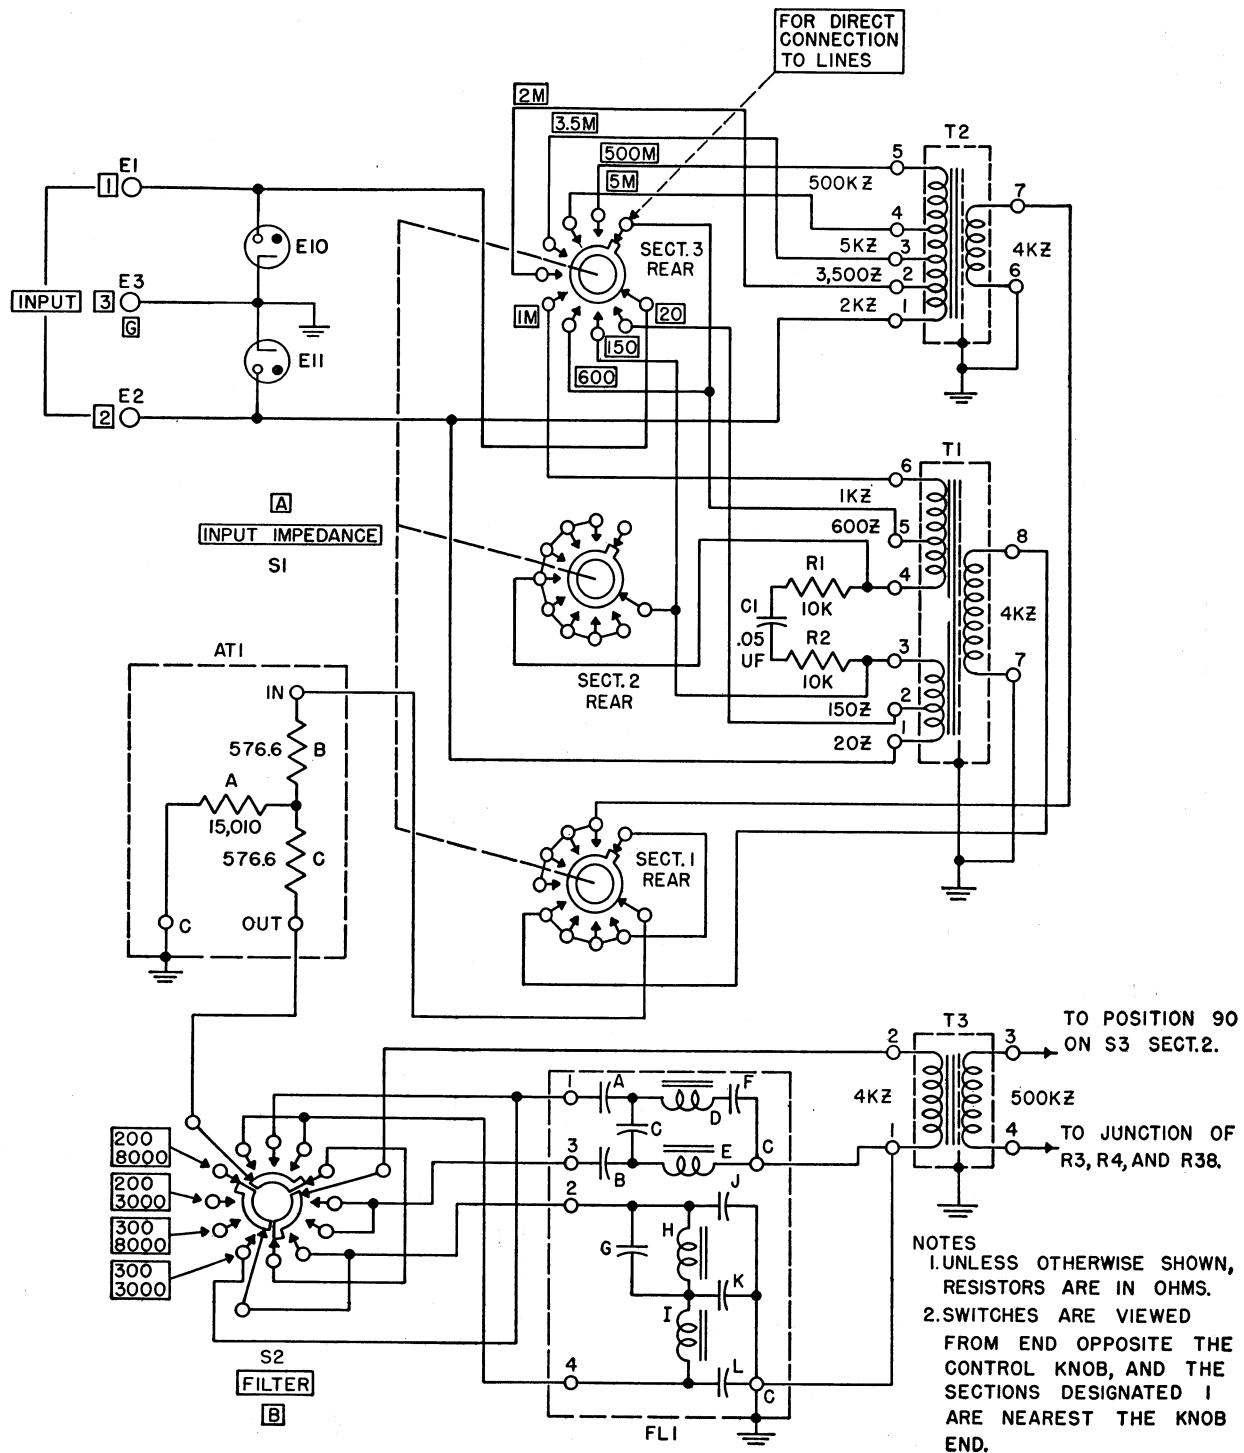 FOR DIRECT
CONNECTION
TO LINES
2M
3.5M
500M
5M
T2
5
500KZ
7
4
5KZ
3
4KZ
3,500Z
2
6
2KZ
1
SECT. 3
REAR
1M
20
150
600
E1
1
E10
E3
INPUT
3
G
E11
E2
2
A
INPUT IMPEDANCE
S1
T1
6
1KZ
5
600Z
8
R1
4
10K
C1
.05
UF
R2
10K
3
4KZ
7
2
150Z
1
20Z
SECT. 2
REAR
AT1
IN
576.6
B
A
15,010
576.6
C
C
OUT
SECT. 1
REAR
T3
2
3
TO POSITION 90
ON S3 SECT.2.
4KZ
500KZ
1
4
TO JUNCTION OF
R3, R4, AND R38.
1
A
F
D
C
3
E
C
B
2
J
H
G
K
I
4
L
C
FL1
200
8000
200
3000
300
8000
300
3000
S2
FILTER
B
NOTES
1. UNLESS OTHERWISE SHOWN,
RESISTORS ARE IN OHMS.
2. SWITCHES ARE VIEWED
FROM END OPPOSITE THE
CONTROL KNOB, AND THE
SECTIONS DESIGNATED 1
ARE NEAREST THE KNOB
END.